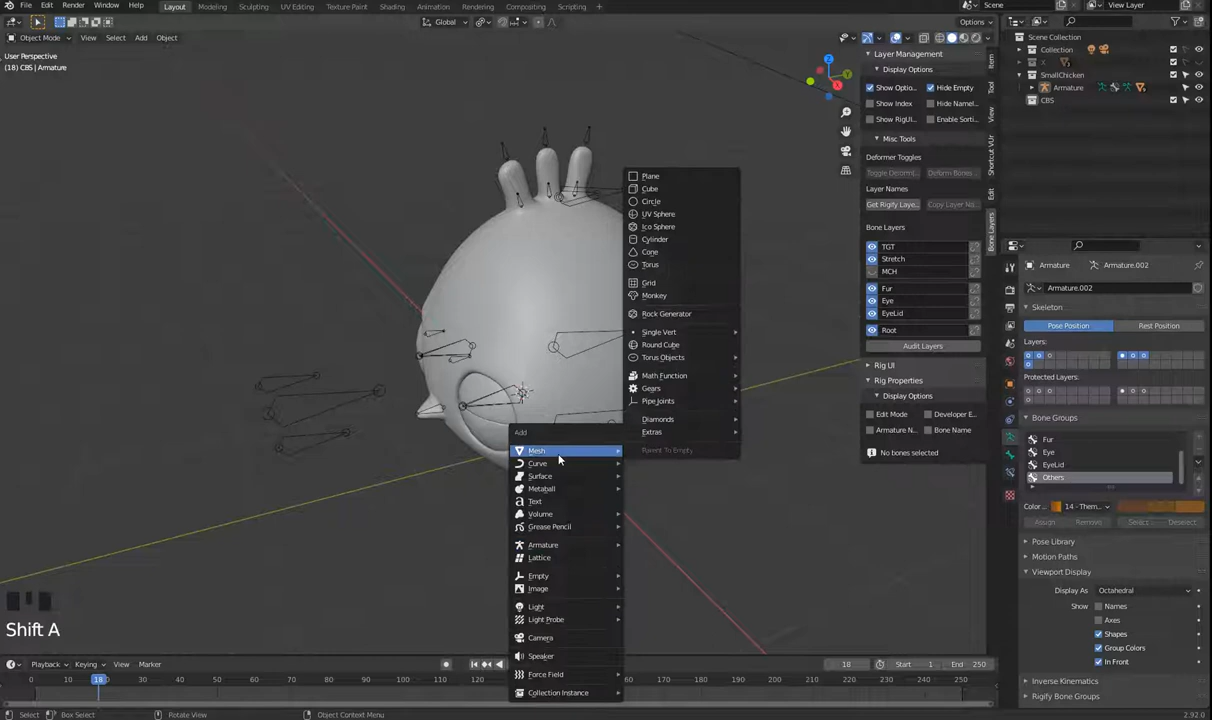 File Edit Render Window Help Layout Modeling Sculpting UV Editing Texture Paint Shading Animation Rendering Compositing Scripting Scene View Layer
Global Options
Object Mode View Select Add Object
User Perspective
(18) CBS | Armature
Shift A
Add
Mesh
Curve
Surface
Metaball
Text
Volume
Grease Pencil
Armature
Lattice
Empty
Image
Light
Light Probe
Camera
Speaker
Force Field
Collection Instance
Plane
Cube
Circle
UV Sphere
Ico Sphere
Cylinder
Cone
Torus
Grid
Monkey
Rock Generator
Single Vert
Round Cube
Torus Objects
Math Function
Gears
Pipe Joints
Diamonds
Extras
Parent To Empty
Z
Y
X
Layer Management
Display Options
Show Optio... Hide Empty
Show Index Hide Namel...
Show RigUI... Enable Sorti...
Misc Tools
Deformer Toggles
Toggle Deform... Deform Bones...
Layer Names
Get Rigify Laye... Copy Layer Na...
Bone Layers
TGT
Stretch
MCH
Fur
Eye
EyeLid
Root
Audit Layers
Rig UI
Rig Properties
Display Options
Edit Mode Developer E...
Armature N... Bone Name
No bones selected
Item
Tool
View
Shortcut VUr
Edit
Bone Layers
Scene Collection
Collection
X
SmallChicken
Armature
CBS
Armature Armature.002
Armature.002
Skeleton
Pose Position Rest Position
Layers:
Protected Layers:
Bone Groups
Fur
Eye
EyeLid
Others
Color ... 14 - Them...
Assign Remove Select Deselect
Pose Library
Motion Paths
Viewport Display
Display As Octahedral
Show Names
Axes
Shapes
Group Colors
In Front
Inverse Kinematics
Rigify Bone Groups
Playback Keying View Marker 18 Start 1 End 250
0 10 18 30 40 50 60 70 80 90 100 110 120 160 170 180 190 200 210 220 230 240 250
Select Box Select Rotate View Object Context Menu 2.92.0